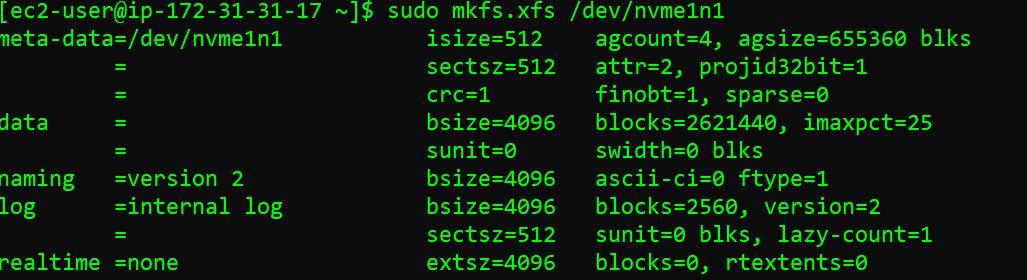 [ec2-user@ip-172-31-31-17 ~]$ sudo mkfs.xfs /dev/nvme1n1
meta-data=/dev/nvme1n1           isize=512    agcount=4, agsize=655360 blks
         =                       sectsz=512   attr=2, projid32bit=1
         =                       crc=1        finobt=1, sparse=0
data     =                       bsize=4096   blocks=2621440, imaxpct=25
         =                       sunit=0      swidth=0 blks
naming   =version 2              bsize=4096   ascii-ci=0 ftype=1
log      =internal log           bsize=4096   blocks=2560, version=2
         =                       sectsz=512   sunit=0 blks, lazy-count=1
realtime =none                   extsz=4096   blocks=0, rtextents=0